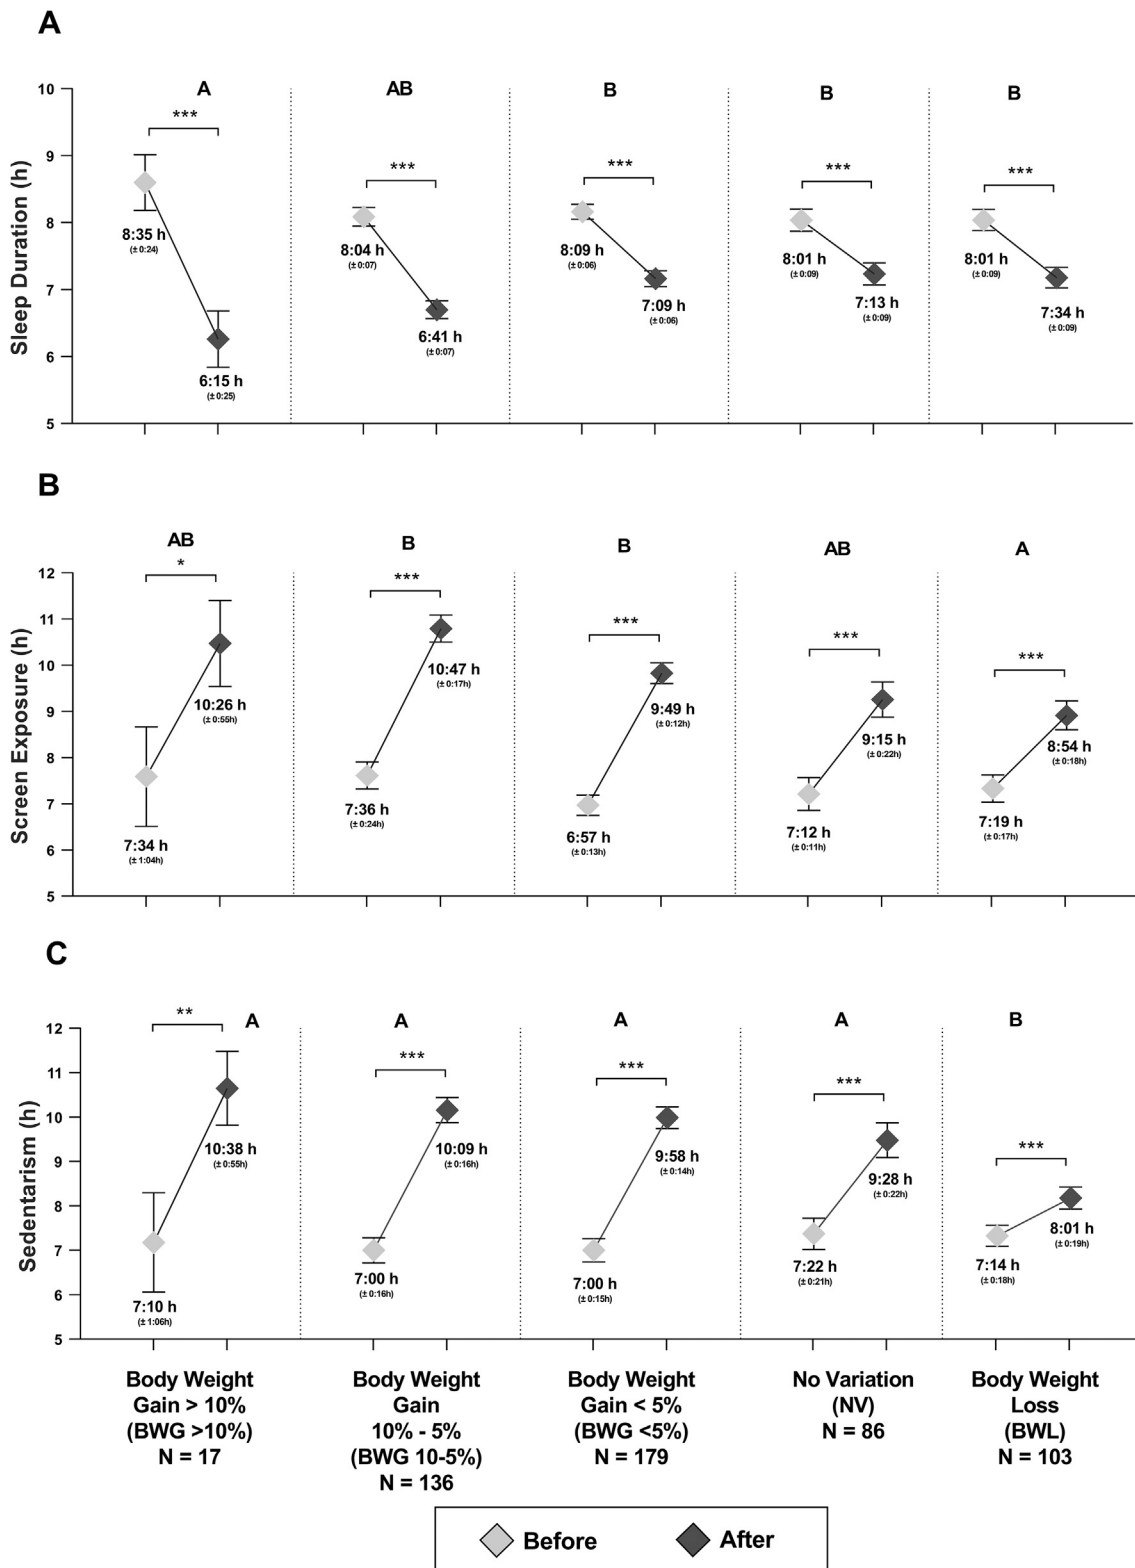 A
Sleep Duration (h)
10
9
8
7
6
5
A
AB
B
B
B
***
***
***
***
***
8:35 h
(± 0:24)
6:15 h
(± 0:25)
8:04 h
(± 0:07)
6:41 h
(± 0:07)
8:09 h
(± 0:06)
7:09 h
(± 0:06)
8:01 h
(± 0:09)
7:13 h
(± 0:09)
8:01 h
(± 0:09)
7:34 h
(± 0:09)
B
Screen Exposure (h)
12
11
10
9
8
7
6
5
AB
B
B
AB
A
*
***
***
***
***
7:34 h
(± 1:04h)
10:26 h
(± 0:55h)
7:36 h
(± 0:24h)
10:47 h
(± 0:17h)
6:57 h
(± 0:13h)
9:49 h
(± 0:12h)
7:12 h
(± 0:11h)
9:15 h
(± 0:22h)
7:19 h
(± 0:17h)
8:54 h
(± 0:18h)
C
Sedentarism (h)
12
11
10
9
8
7
6
5
A
A
A
A
B
**
***
***
***
***
7:10 h
(± 1:06h)
10:38 h
(± 0:55h)
7:00 h
(± 0:16h)
10:09 h
(± 0:16h)
7:00 h
(± 0:15h)
9:58 h
(± 0:14h)
7:22 h
(± 0:21h)
9:28 h
(± 0:22h)
7:14 h
(± 0:18h)
8:01 h
(± 0:19h)
Body Weight
Gain > 10%
(BWG >10%)
N = 17
Body Weight
Gain
10% - 5%
(BWG 10-5%)
N = 136
Body Weight
Gain < 5%
(BWG <5%)
N = 179
No Variation
(NV)
N = 86
Body Weight
Loss
(BWL)
N = 103
Before
After